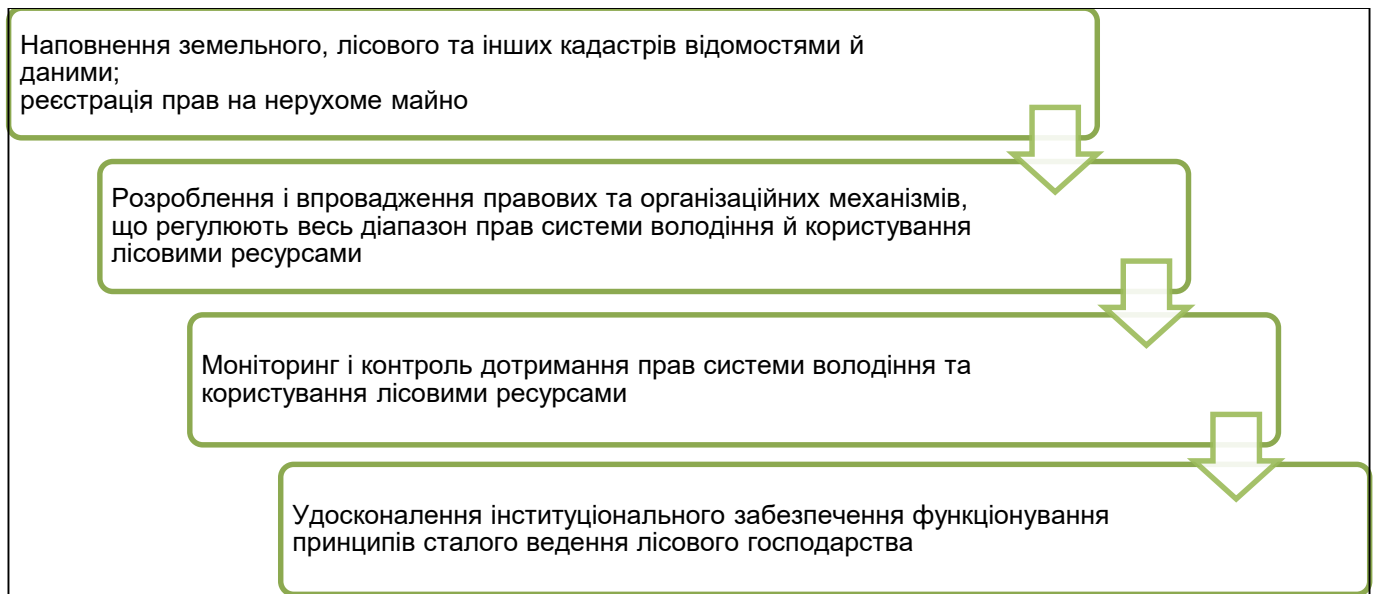 Наповнення земельного, лісового та інших кадастрів відомостями й
даними;
реєстрація прав на нерухоме майно
Розроблення і впровадження правових та організаційних механізмів,
що регулюють весь діапазон прав системи володіння й користування
лісовими ресурсами
Моніторинг і контроль дотримання прав системи володіння та
користування лісовими ресурсами
Удосконалення інституціонального забезпечення функціонування
принципів сталого ведення лісового господарства